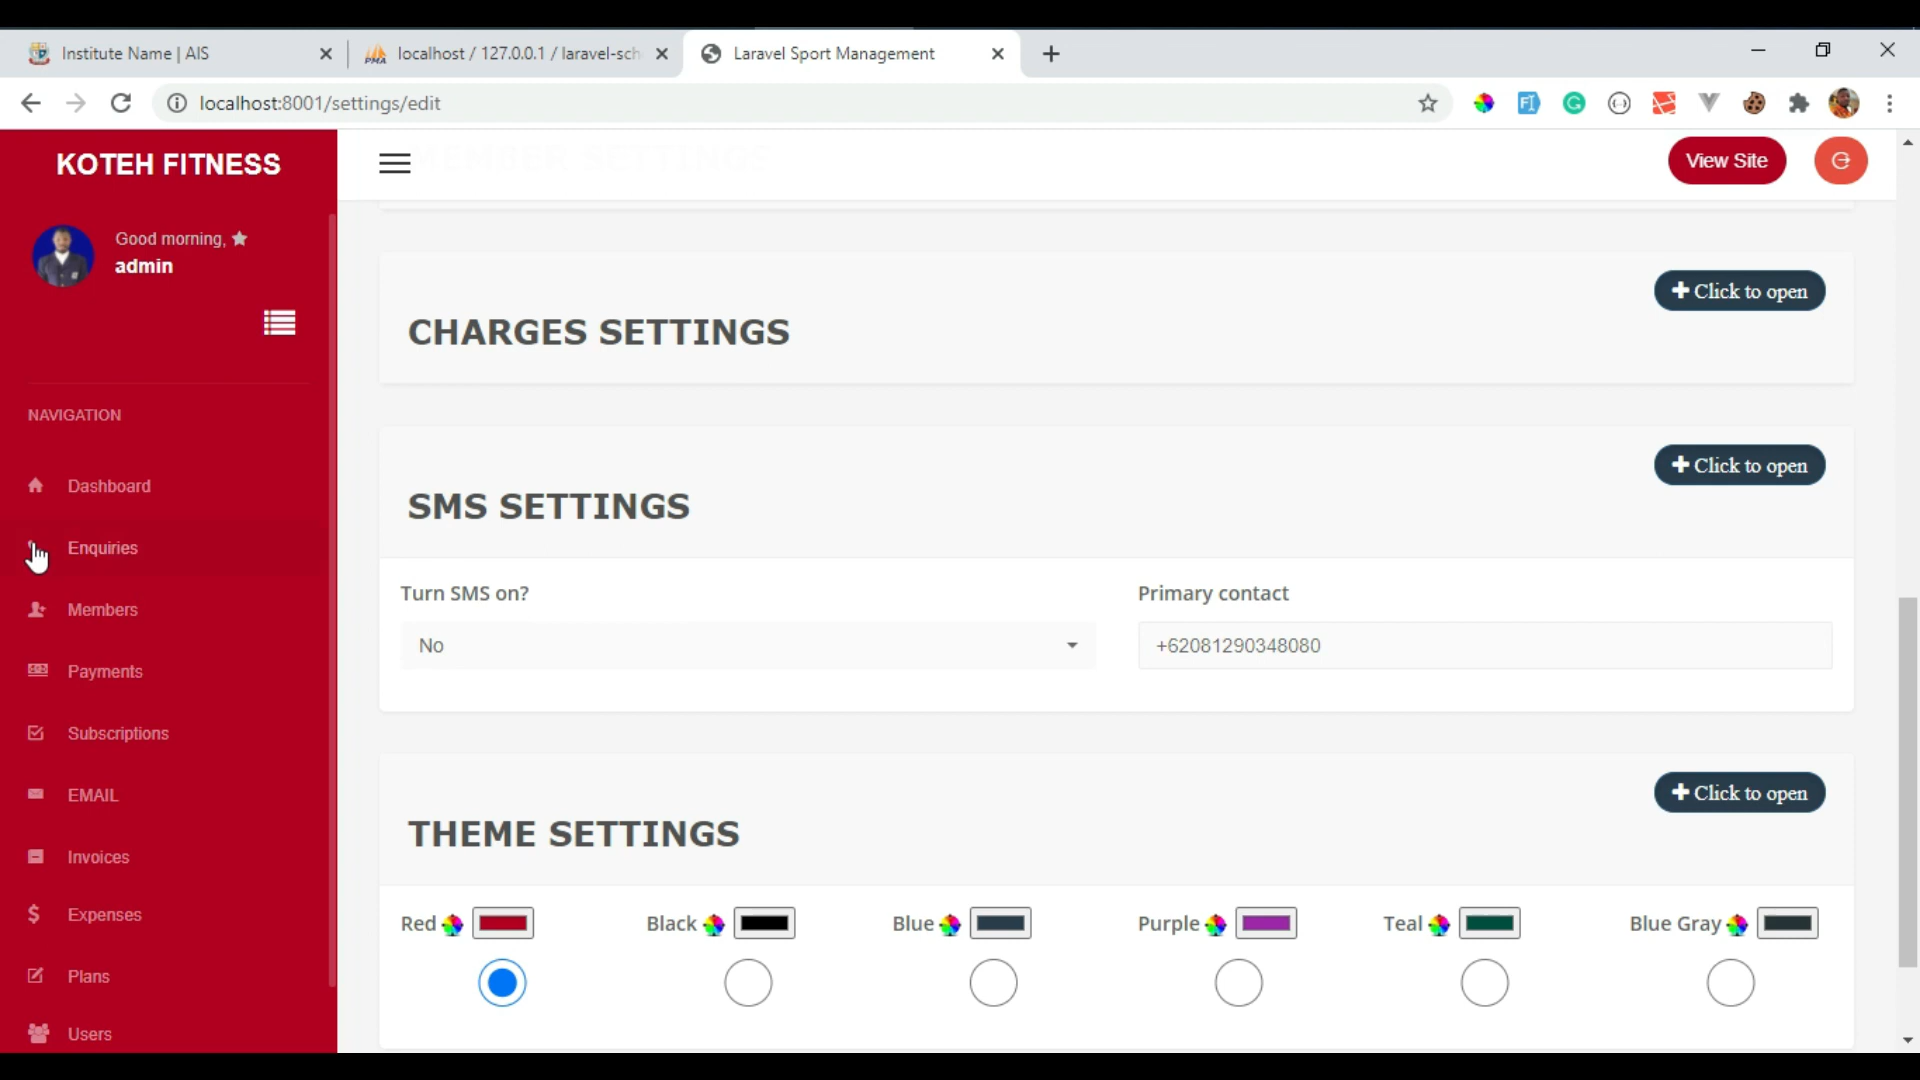 Institute Name | AIS
localhost / 127.0.0.1 / laravel-sch
Laravel Sport Management
localhost:8001/settings/edit
KOTEH FITNESS
MEMBER SETTINGS
View Site
Good morning,
admin
NAVIGATION
Dashboard
Enquiries
Members
Payments
Subscriptions
EMAIL
Invoices
Expenses
Plans
Users
Click to open
CHARGES SETTINGS
Click to open
SMS SETTINGS
Turn SMS on?
Primary contact
No
+62081290348080
Click to open
THEME SETTINGS
Red
Black
Blue
Purple
Teal
Blue Gray